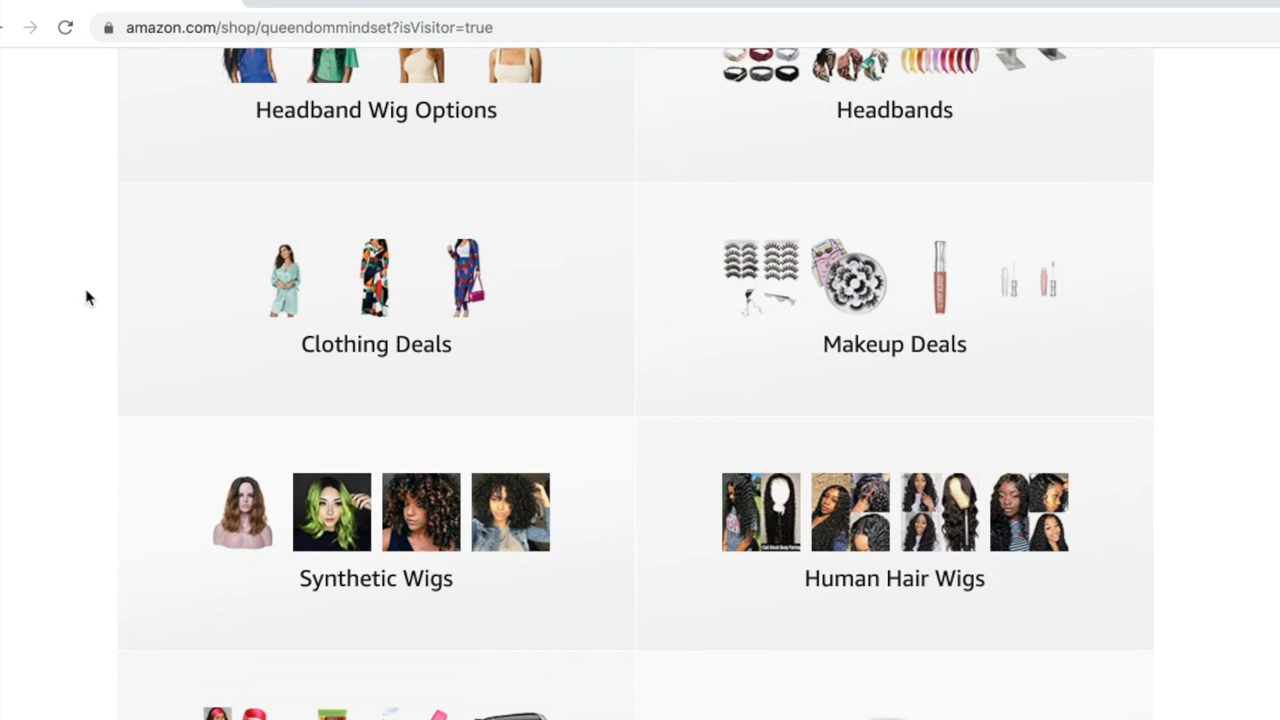 amazon.com/shop/queendommindset?isVisitor=true
Headband Wig Options
Headbands
Clothing Deals
Makeup Deals
Synthetic Wigs
Human Hair Wigs